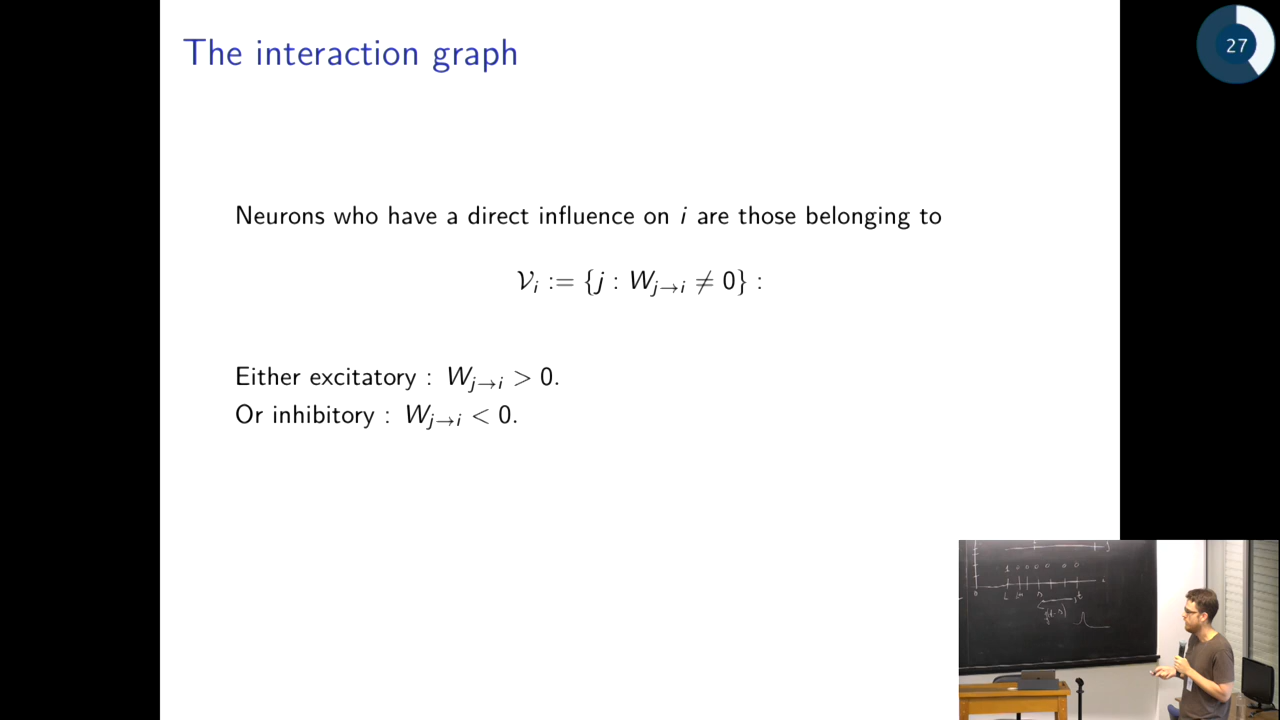 The interaction graph
27
Neurons who have a direct influence on i are those belonging to
𝒱ᵢ := {j : W_{j→i} ≠ 0} :
Either excitatory : W_{j→i} > 0.
Or inhibitory : W_{j→i} < 0.